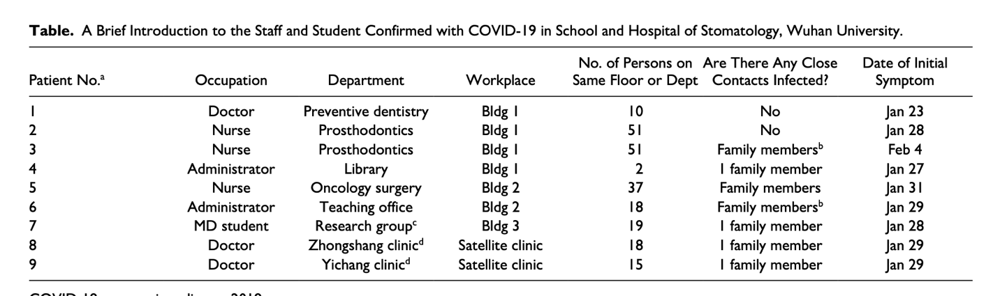 Table. A Brief Introduction to the Staff and Student Confirmed with COVID-19 in School and Hospital of Stomatology, Wuhan University.
No. of Persons on Are There Any Close Date of Initial
Patient No.a Occupation Department Workplace Same Floor or Dept Contacts Infected? Symptom
1 Doctor Preventive dentistry Bldg 1 10 No Jan 23
2 Nurse Prosthodontics Bldg 1 51 No Jan 28
3 Nurse Prosthodontics Bldg 1 51 Family membersb Feb 4
4 Administrator Library Bldg 1 2 1 family member Jan 27
5 Nurse Oncology surgery Bldg 2 37 Family members Jan 31
6 Administrator Teaching office Bldg 2 18 Family membersb Jan 29
7 MD student Research groupc Bldg 3 19 1 family member Jan 28
8 Doctor Zhongshang clinicd Satellite clinic 18 1 family member Jan 29
9 Doctor Yichang clinicd Satellite clinic 15 1 family member Jan 29